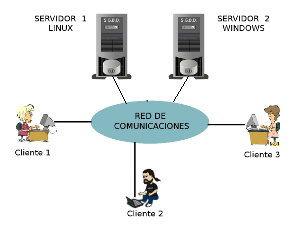 SERVIDOR 1
LINUX
S.G.B.D.
S.G.B.D.
SERVIDOR 2
WINDOWS
RED DE
COMUNICACIONES
Cliente 1
Cliente 2
Cliente 3